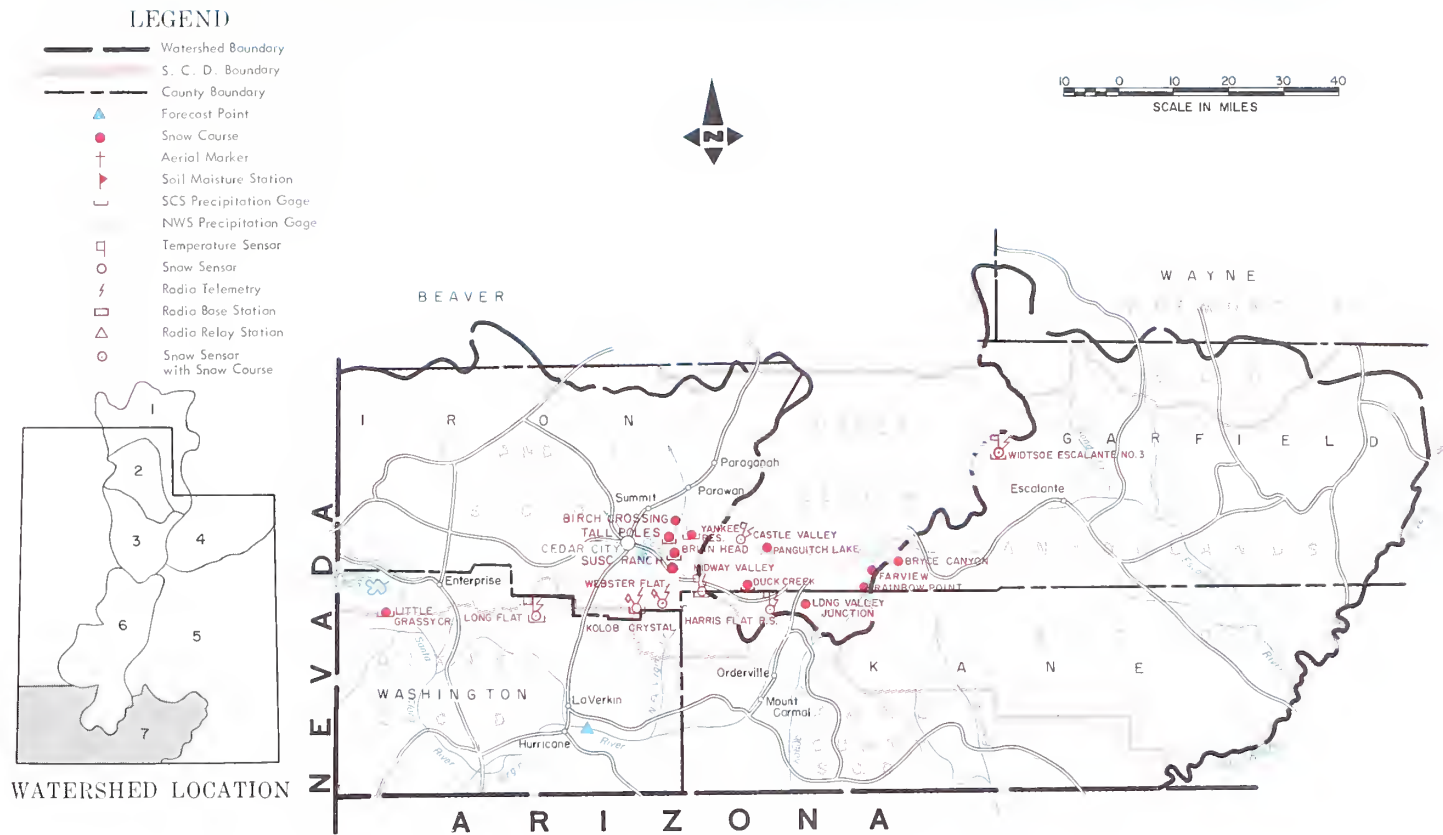 LEGEND
Watershed Boundary
S. C. D. Boundary
County Boundary
Forecast Point
Snow Course
Aerial Marker
Soil Moisture Station
SCS Precipitation Gage
NWS Precipitation Gage
Temperature Sensor
Snow Sensor
Radio Telemetry
Radio Base Station
Radio Relay Station
Snow Sensor
with Snow Course
10 0 10 20 30 40
SCALE IN MILES
N
WAYNE
BEAVER
IRON
GARFIELD
WIDTSOE ESCALANTE NO. 3
Paragonah
Parowan
Escalante
Summit
BIRCH CROSSING
TALL POLES
YANKEE
RES.
CASTLE VALLEY
CEDAR CITY
BRIAN HEAD
PANGUITCH LAKE
SUSC RANCH
MIDWAY VALLEY
BRYCE CANYON
FARVIEW
RAINBOW POINT
Enterprise
WEBSTER FLAT
DUCK CREEK
LITTLE
GRASSY CR.
LONG FLAT
KOLOB CRYSTAL
HARRIS FLAT R.S.
LONG VALLEY
JUNCTION
KANE
River
Orderville
WASHINGTON
LaVerkin
Mount
Carmal
Hurricane
River
River
NEVADA
ARIZONA
1
2
3
4
5
6
7
WATERSHED LOCATION